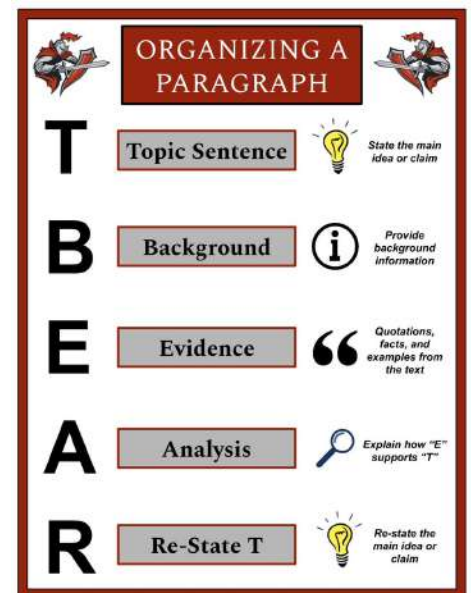 ORGANIZING A
PARAGRAPH
T
Topic Sentence
State the main
idea or claim
B
Background
i
Provide
background
information
E
Evidence
“
Quotations,
facts, and
examples from
the text
A
Analysis
Explain how "E"
supports "T"
R
Re-State T
Re-state the
main idea or
claim